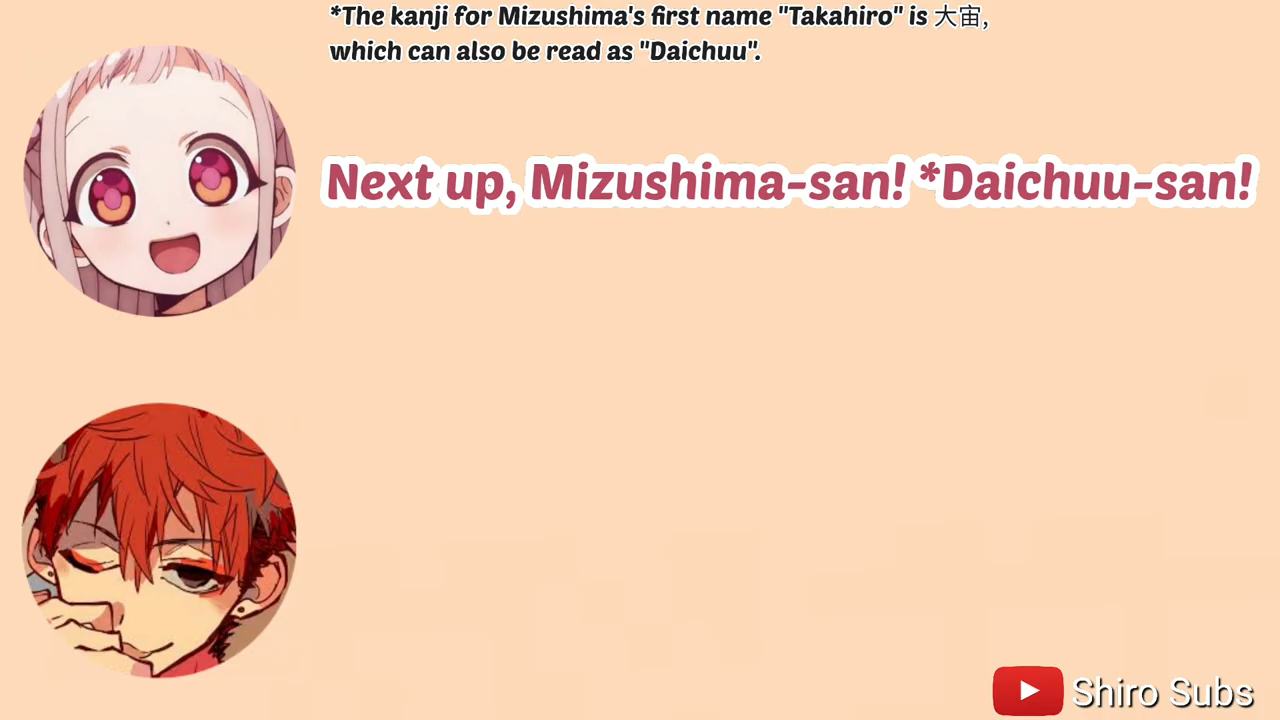 *The kanji for Mizushima's first name "Takahiro" is 大宙,
which can also be read as "Daichuu".
Next up, Mizushima-san! *Daichuu-san!
Shiro Subs